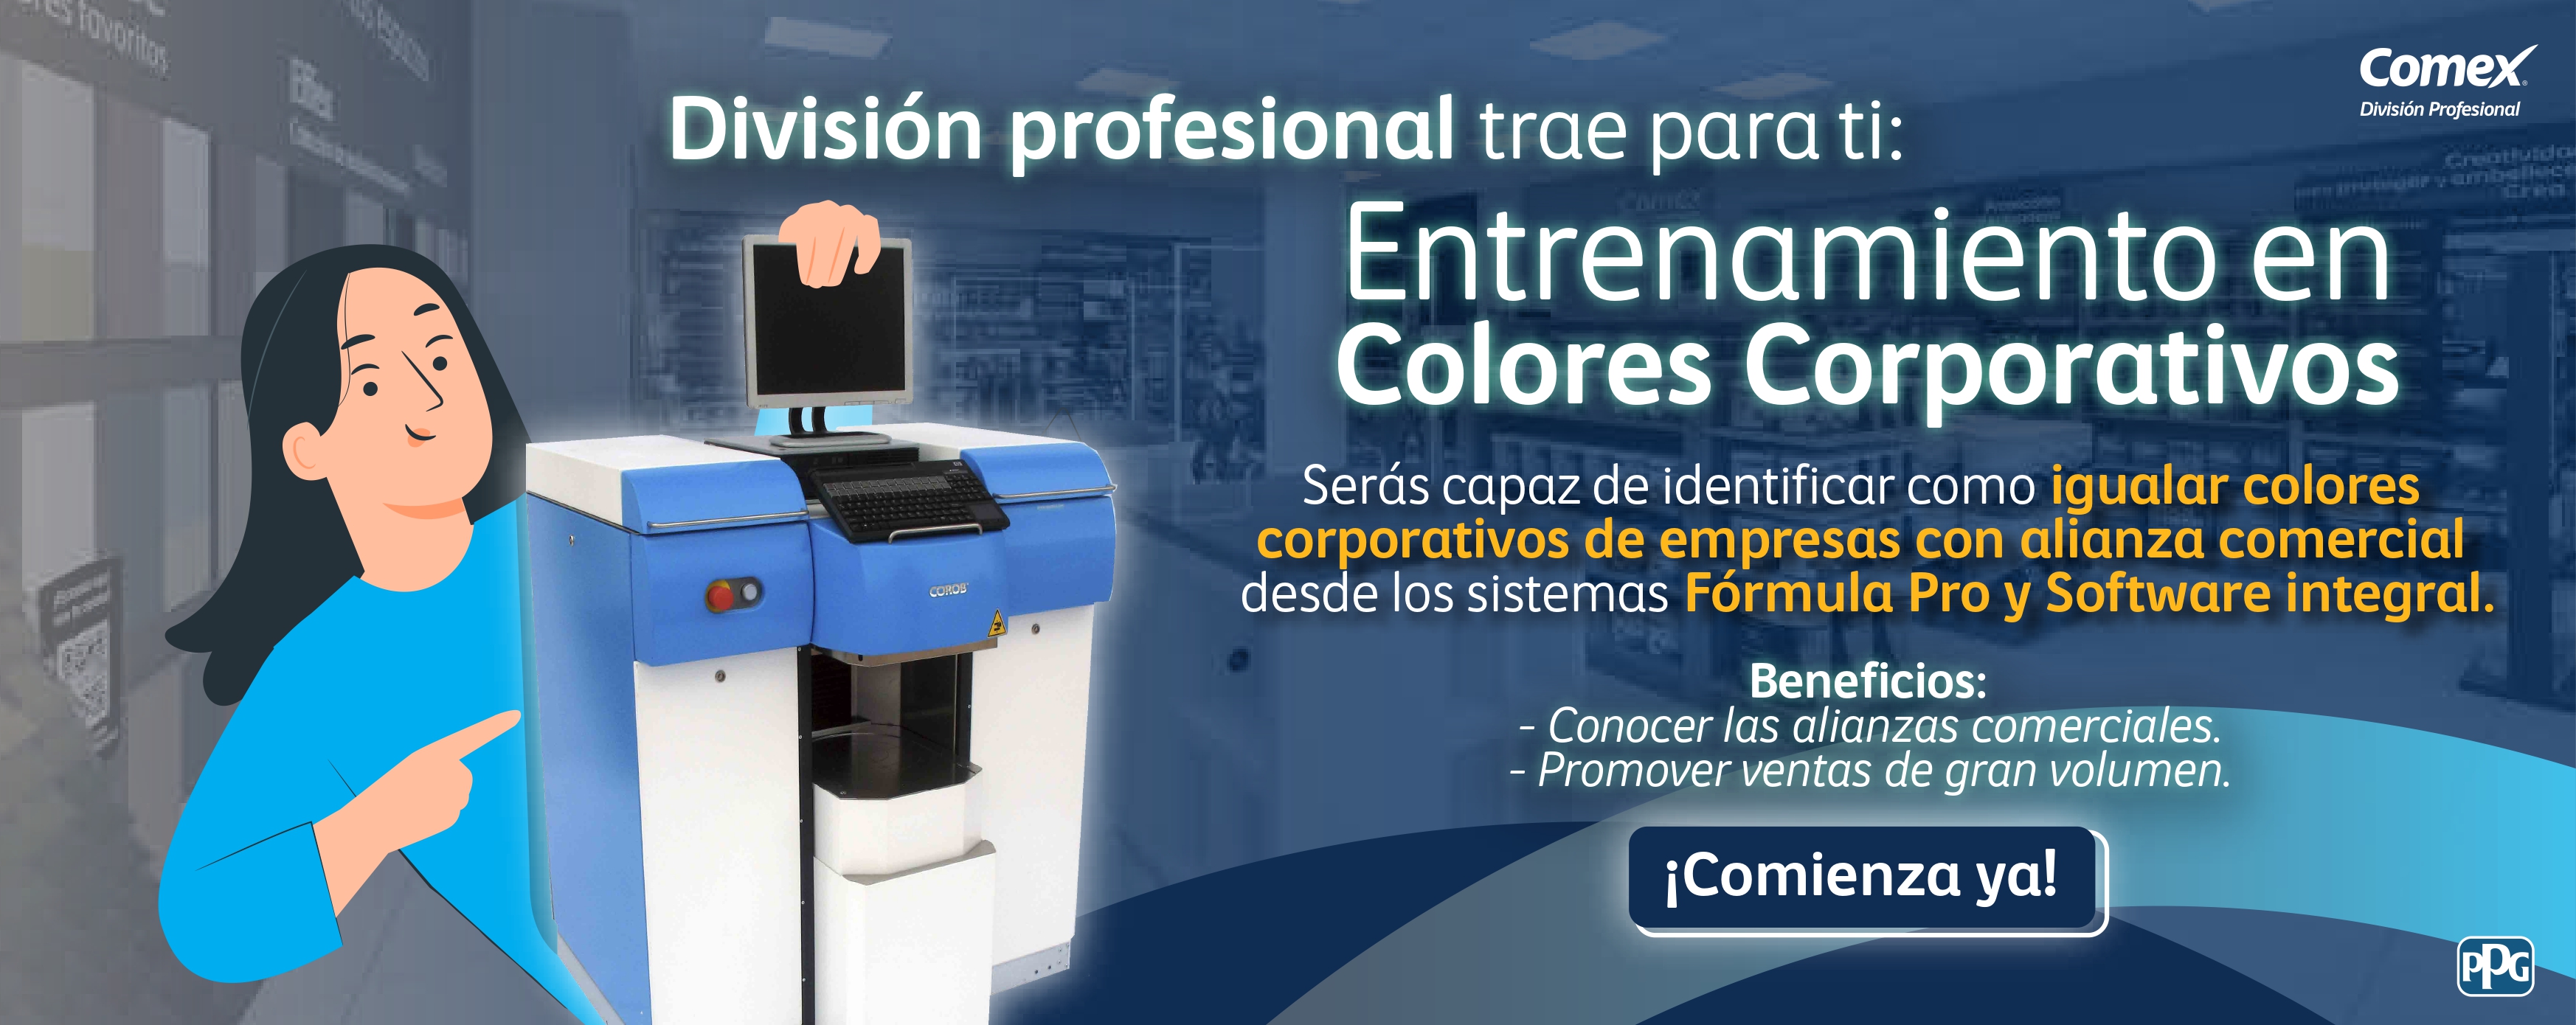 Comex
División Profesional
División profesional trae para ti:
Entrenamiento en
Colores Corporativos
Serás capaz de identificar como igualar colores
corporativos de empresas con alianza comercial
desde los sistemas Fórmula Pro y Software integral.
Beneficios:
- Conocer las alianzas comerciales.
- Promover ventas de gran volumen.
¡Comienza ya!
COROB
PPG
favoritos
Comex